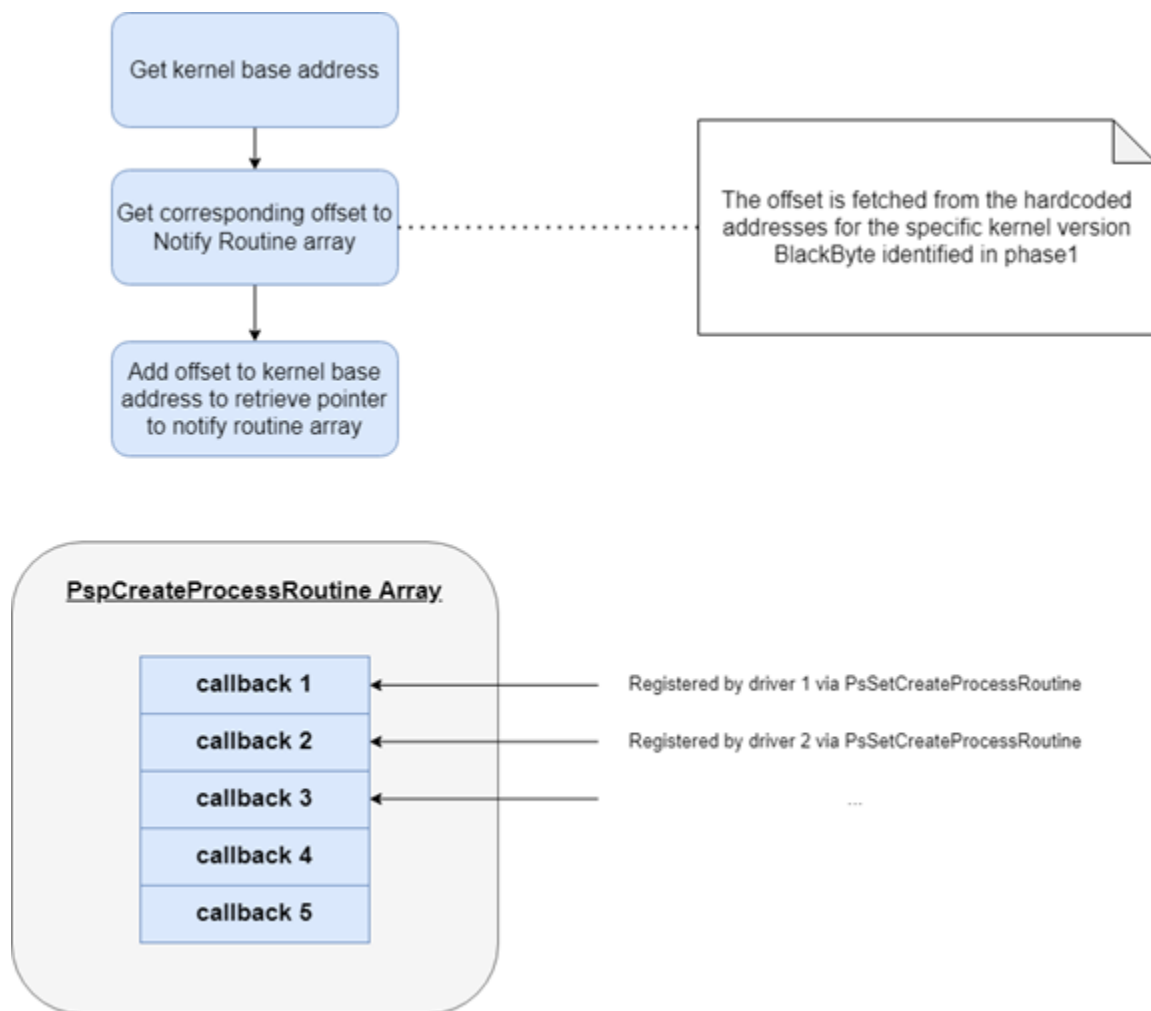 Get kernel base address
Get corresponding offset to
Notify Routine array
The offset is fetched from the hardcoded
addresses for the specific kernel version
BlackByte identified in phase1
Add offset to kernel base
address to retrieve pointer
to notify routine array
PspCreateProcessRoutine Array
callback 1
Registered by driver 1 via PsSetCreateProcessRoutine
callback 2
Registered by driver 2 via PsSetCreateProcessRoutine
callback 3
...
callback 4
callback 5